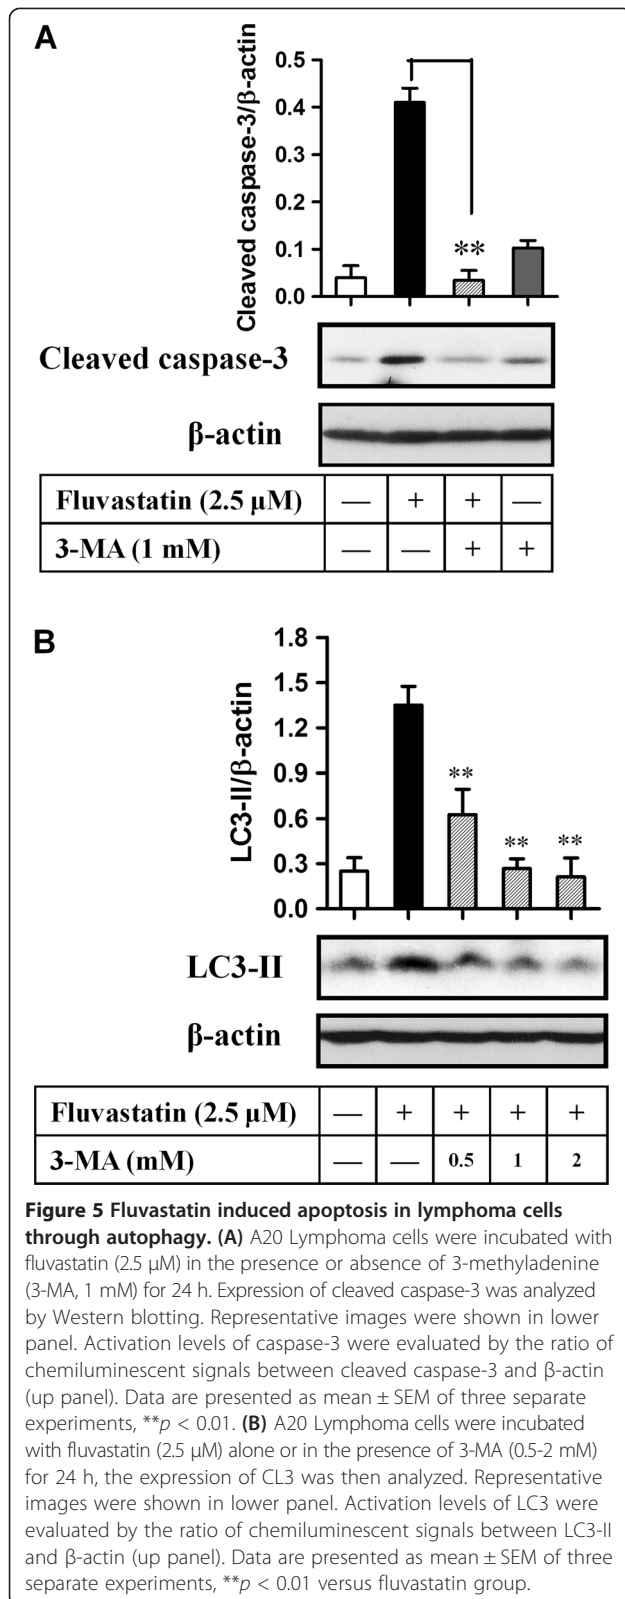 A
Cleaved caspase-3/β-actin
0.5
0.4
0.3
0.2
0.1
0.0
**
Cleaved caspase-3
β-actin
Fluvastatin (2.5 μM) — + + —
3-MA (1 mM) — — + +
B
LC3-II/β-actin
1.8
1.5
1.2
0.9
0.6
0.3
0.0
** ** **
LC3-II
β-actin
Fluvastatin (2.5 μM) — + + + +
3-MA (mM) — — 0.5 1 2
Figure 5 Fluvastatin induced apoptosis in lymphoma cells
through autophagy. (A) A20 Lymphoma cells were incubated with
fluvastatin (2.5 μM) in the presence or absence of 3-methyladenine
(3-MA, 1 mM) for 24 h. Expression of cleaved caspase-3 was analyzed
by Western blotting. Representative images were shown in lower
panel. Activation levels of caspase-3 were evaluated by the ratio of
chemiluminescent signals between cleaved caspase-3 and β-actin
(up panel). Data are presented as mean ± SEM of three separate
experiments, **p < 0.01. (B) A20 Lymphoma cells were incubated
with fluvastatin (2.5 μM) alone or in the presence of 3-MA (0.5-2 mM)
for 24 h, the expression of CL3 was then analyzed. Representative
images were shown in lower panel. Activation levels of LC3 were
evaluated by the ratio of chemiluminescent signals between LC3-II
and β-actin (up panel). Data are presented as mean ± SEM of three
separate experiments, **p < 0.01 versus fluvastatin group.